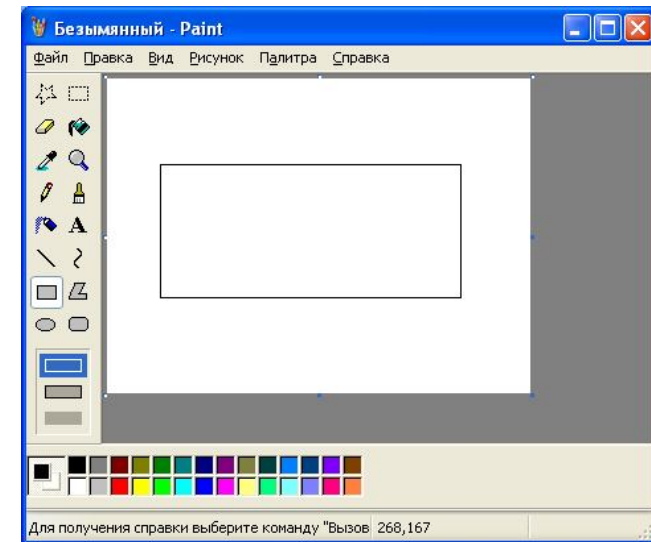 Безымянный - Paint
Файл Правка Вид Рисунок Палитра Справка
A
Для получения справки выберите команду "Вызов 268,167